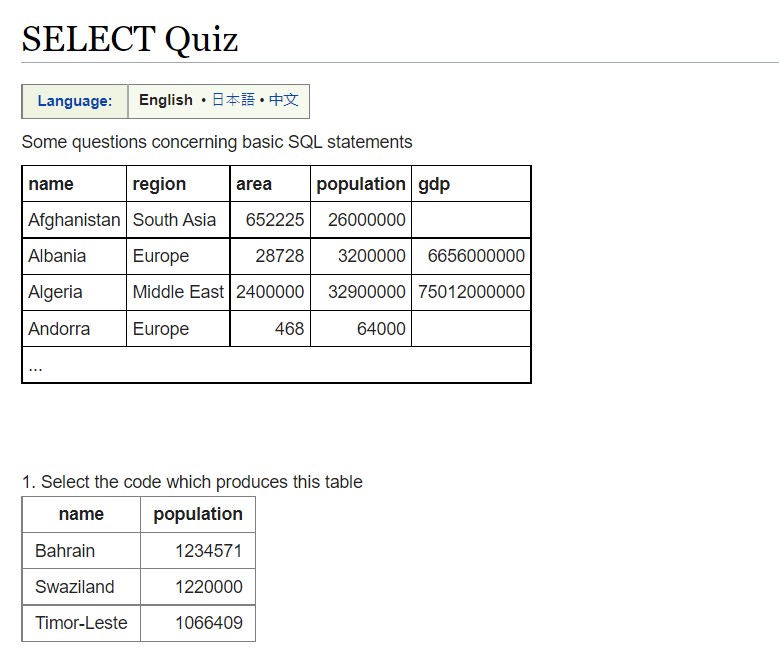 SELECT Quiz
Language: English • 日本語 • 中文
Some questions concerning basic SQL statements
name region area population gdp
Afghanistan South Asia 652225 26000000
Albania Europe 28728 3200000 6656000000
Algeria Middle East 2400000 32900000 75012000000
Andorra Europe 468 64000
...
1. Select the code which produces this table
name population
Bahrain 1234571
Swaziland 1220000
Timor-Leste 1066409